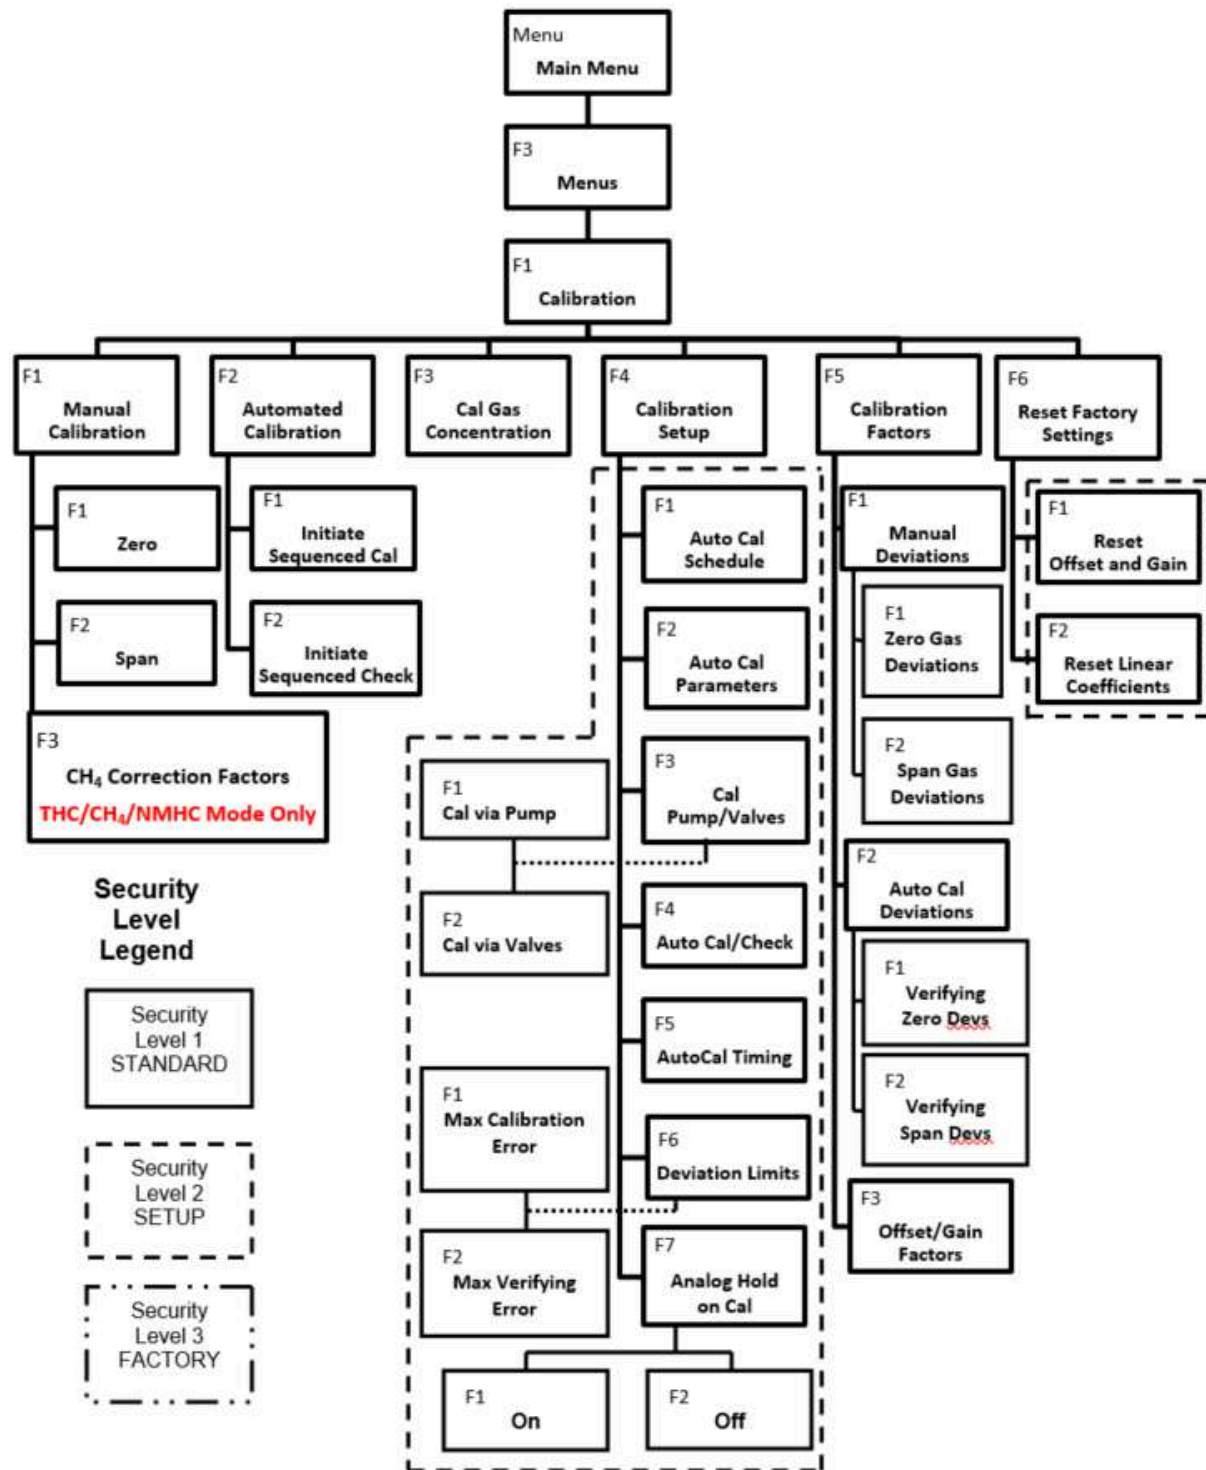 Menu
Main Menu
F3
Menus
F1
Calibration
F1
Manual
Calibration
F2
Automated
Calibration
F3
Cal Gas
Concentration
F4
Calibration
Setup
F5
Calibration
Factors
F6
Reset Factory
Settings
F1
Zero
F2
Span
F3
CH₄ Correction Factors
THC/CH₄/NMHC Mode Only
F1
Initiate
Sequenced Cal
F2
Initiate
Sequenced Check
F1
Auto Cal
Schedule
F2
Auto Cal
Parameters
F3
Cal
Pump/Valves
F1
Cal via Pump
F2
Cal via Valves
F4
Auto Cal/Check
F5
AutoCal Timing
F6
Deviation Limits
F1
Max Calibration
Error
F2
Max Verifying
Error
F7
Analog Hold
on Cal
F1
On
F2
Off
F1
Manual
Deviations
F1
Zero Gas
Deviations
F2
Span Gas
Deviations
F2
Auto Cal
Deviations
F1
Verifying
Zero Devs
F2
Verifying
Span Devs
F3
Offset/Gain
Factors
F1
Reset
Offset and Gain
F2
Reset Linear
Coefficients
Security
Level
Legend
Security
Level 1
STANDARD
Security
Level 2
SETUP
Security
Level 3
FACTORY